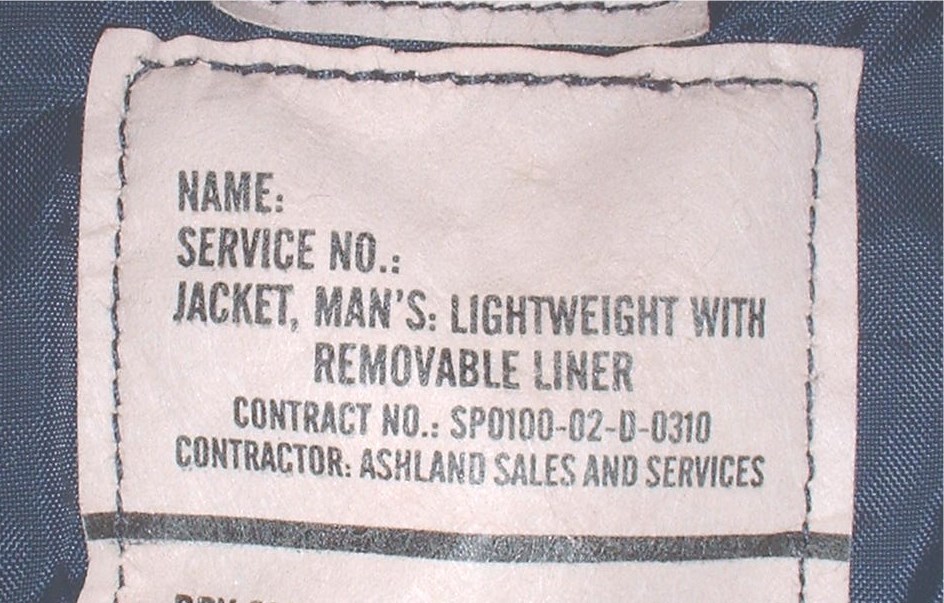 NAME:
SERVICE NO.:
JACKET, MAN'S: LIGHTWEIGHT WITH
REMOVABLE LINER
CONTRACT NO.: SP0100-02-D-0310
CONTRACTOR: ASHLAND SALES AND SERVICES